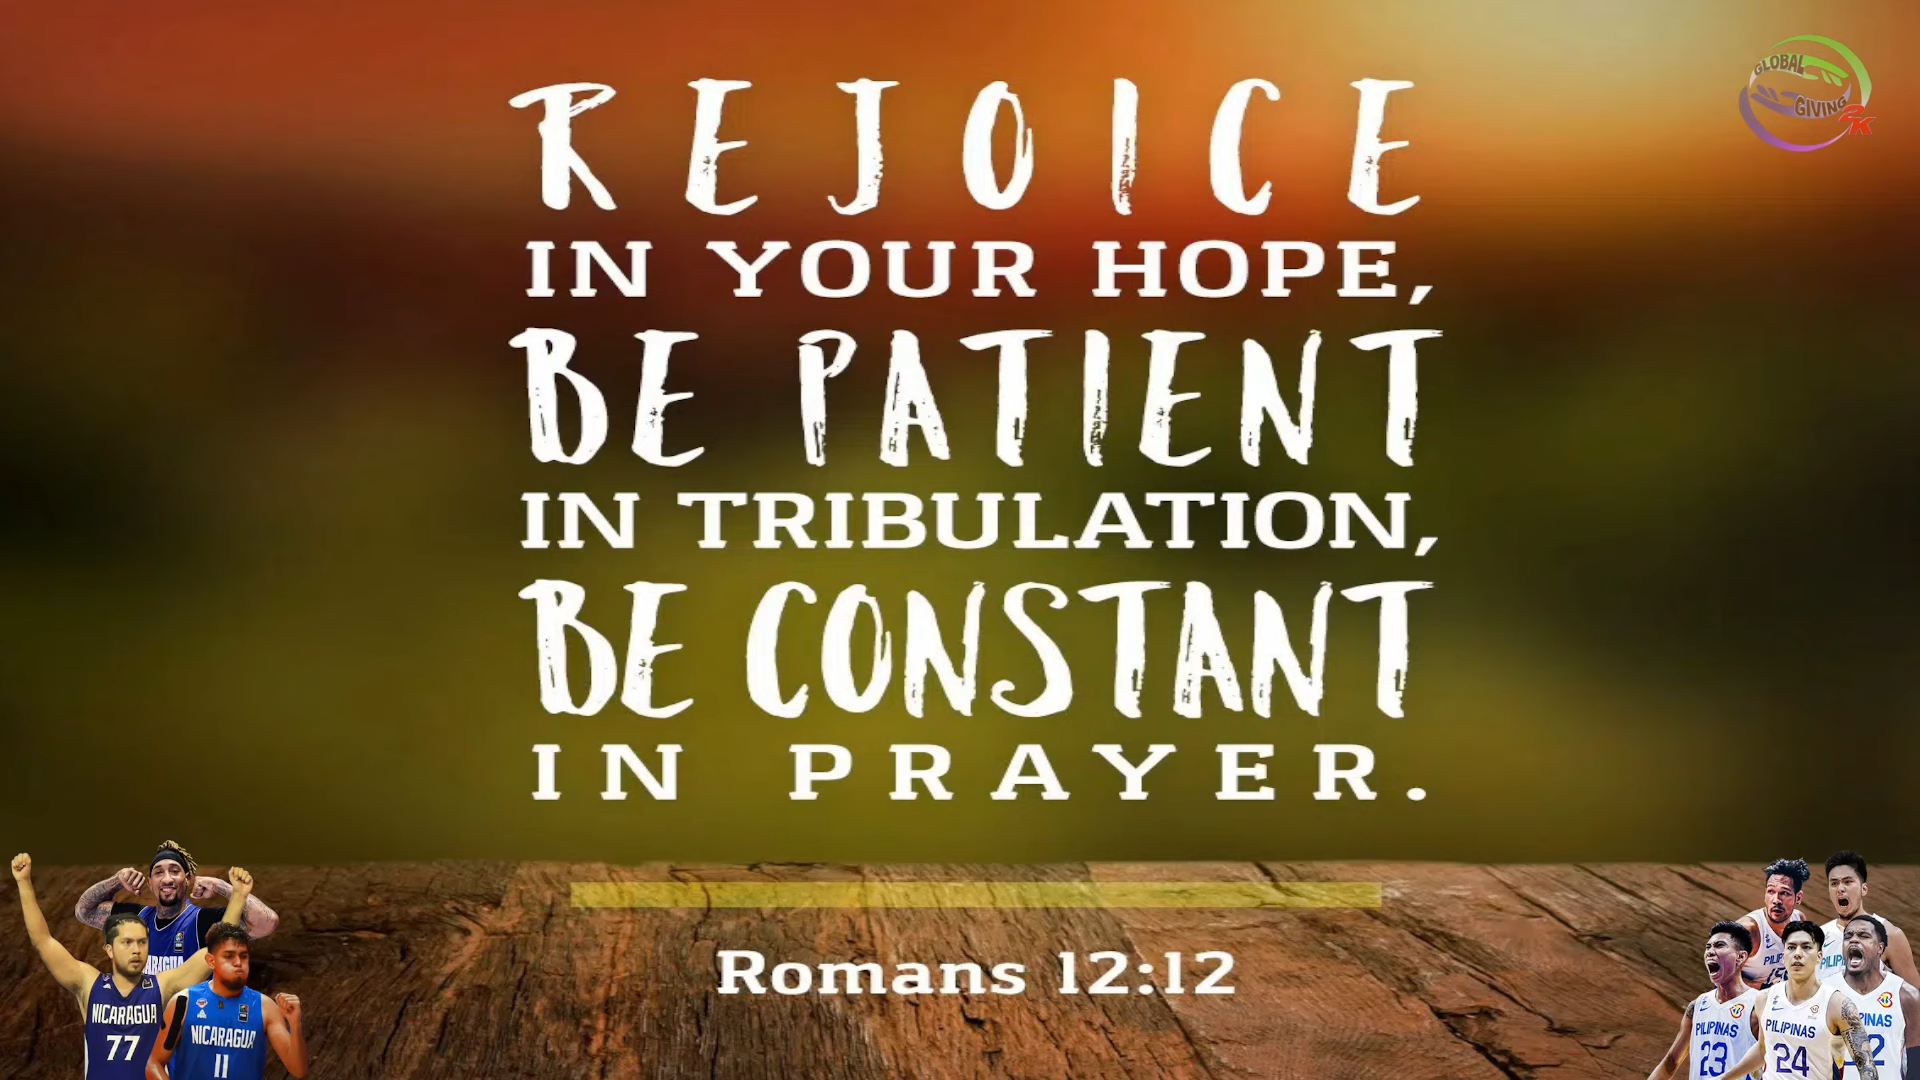 GLOBAL
GIVING
2K
REJOICE
IN YOUR HOPE,
BE PATIENT
IN TRIBULATION,
BE CONSTANT
IN PRAYER.
Romans 12:12
NICARAGUA
77
NICARAGUA
11
PILIPINAS
23
PILIPINAS
24
2